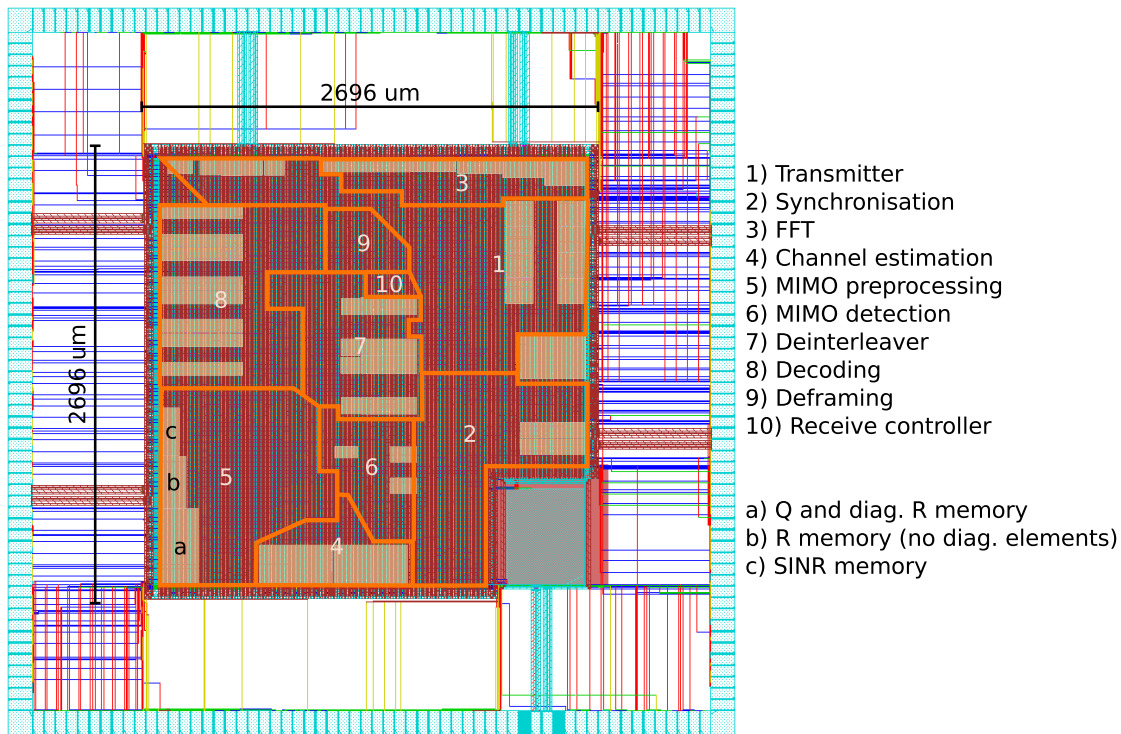 2696 um
2696 um
3
9
1
10
8
7
c
2
6
5
b
a
4
1) Transmitter
2) Synchronisation
3) FFT
4) Channel estimation
5) MIMO preprocessing
6) MIMO detection
7) Deinterleaver
8) Decoding
9) Deframing
10) Receive controller
a) Q and diag. R memory
b) R memory (no diag. elements)
c) SINR memory